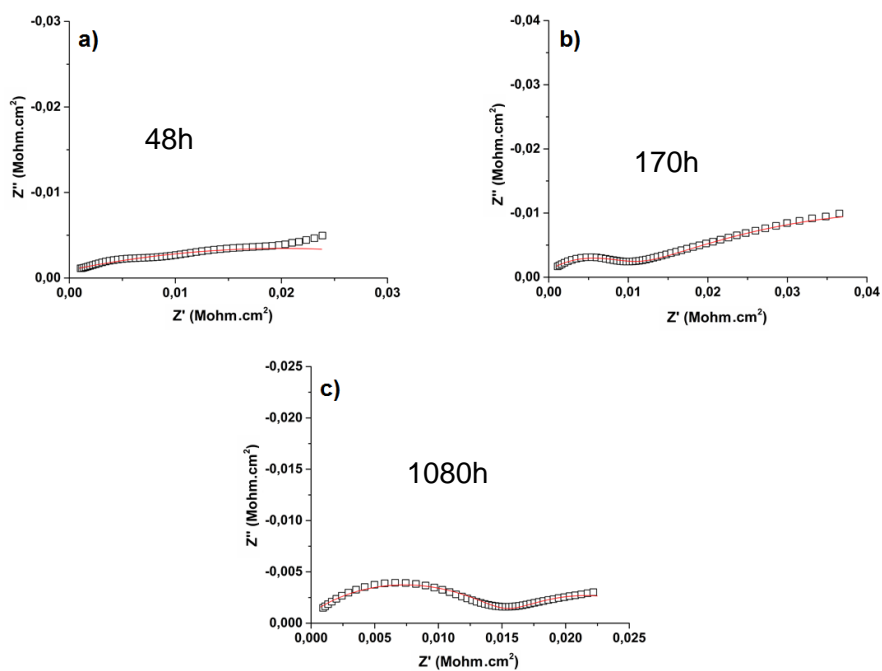 a)
48h
-0,03
-0,02
-0,01
0,00
Z'' (Mohm.cm²)
0,00 0,01 0,02 0,03
Z' (Mohm.cm²)
b)
170h
-0,04
-0,03
-0,02
-0,01
0,00
Z'' (Mohm.cm²)
0,00 0,01 0,02 0,03 0,04
Z' (Mohm.cm²)
c)
1080h
-0,025
-0,020
-0,015
-0,010
-0,005
0,000
Z'' (Mohm.cm²)
0,000 0,005 0,010 0,015 0,020 0,025
Z' (Mohm.cm²)